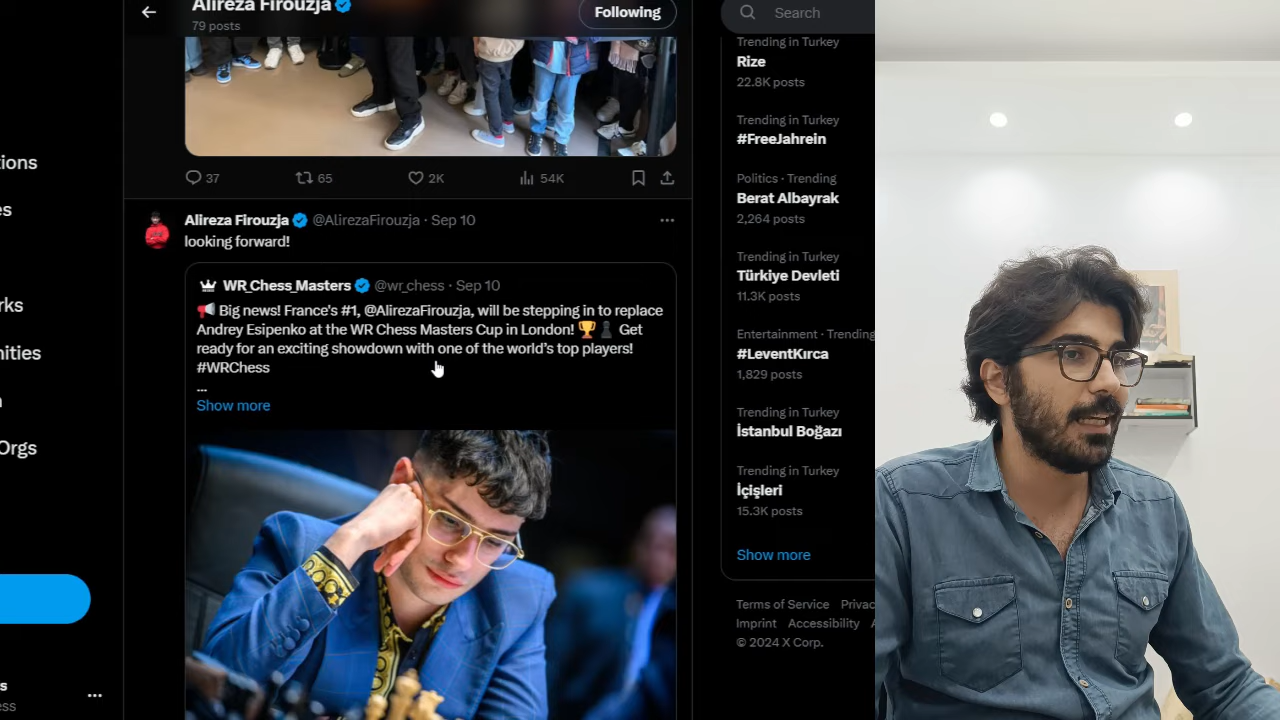 Alireza Firouzja
79 posts
Following
Search
tions
es
rks
nities
Orgs
s
ess
37 65 2K 54K
Alireza Firouzja @AlirezaFirouzja · Sep 10
looking forward!
WR_Chess_Masters @wr_chess · Sep 10
📢 Big news! France's #1, @AlirezaFirouzja, will be stepping in to replace
Andrey Esipenko at the WR Chess Masters Cup in London! 🏆♟️ Get
ready for an exciting showdown with one of the world's top players!
#WRChess
...
Show more
Trending in Turkey
Rize
22.8K posts
Trending in Turkey
#FreeJahrein
Politics · Trending
Berat Albayrak
2,264 posts
Trending in Turkey
Türkiye Devleti
11.3K posts
Entertainment · Trending
#LeventKırca
1,829 posts
Trending in Turkey
İstanbul Boğazı
Trending in Turkey
İçişleri
15.3K posts
Show more
Terms of Service Privac
Imprint Accessibility A
© 2024 X Corp.